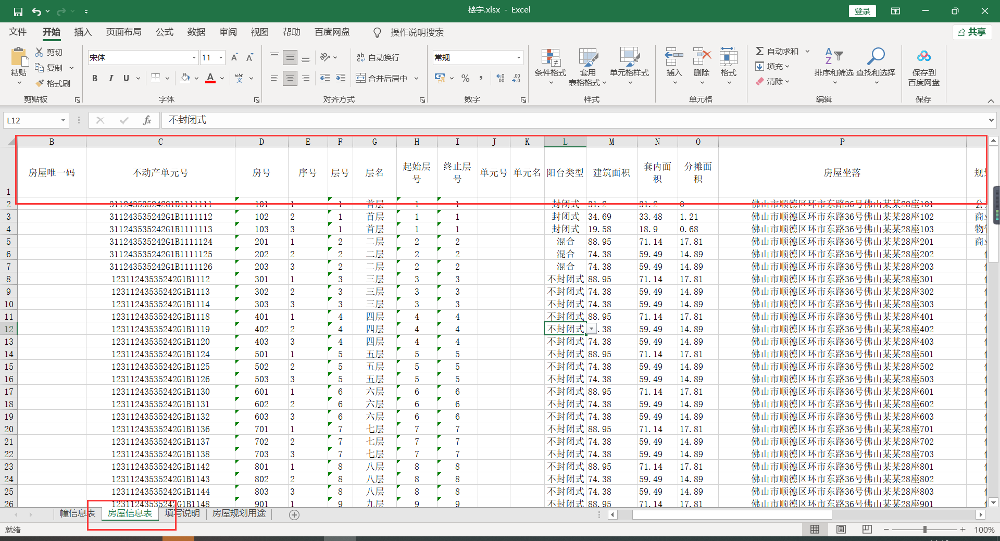 楼宇.xlsx - Excel
登录
文件 开始 插入 页面布局 公式 数据 审阅 视图 帮助 百度网盘 操作说明搜索 共享
粘贴 剪切 复制 格式刷 剪贴板
宋体 11 B I U A wén 文 字体
自动换行 合并后居中 对齐方式
常规 % 数字
条件格式 套用 表格格式 单元格样式 样式
插入 删除 格式 单元格
自动求和 填充 清除 排序和筛选 查找和选择 编辑
保存到 百度网盘 保存
L12 fx 不封闭式
B C D E F G H I J K L M N O P
1 房屋唯一码 不动产单元号 房号 序号 层号 层名 起始层号 终止层号 单元号 单元名 阳台类型 建筑面积 套内面积 分摊面积 房屋坐落
2 311243535242G1B1111111 101 1 1 首层 1 1 封闭式 31.2 31.2 0 佛山市顺德区环市东路36号佛山某某28座101
3 311243535242G1B1111112 102 2 1 首层 1 1 封闭式 34.69 33.48 1.21 佛山市顺德区环市东路36号佛山某某28座102
4 311243535242G1B1111113 103 3 1 首层 1 1 封闭式 19.58 18.9 0.68 佛山市顺德区环市东路36号佛山某某28座103
5 311243535242G1B1111124 201 1 2 二层 2 2 混合 88.95 71.14 17.81 佛山市顺德区环市东路36号佛山某某28座201
6 311243535242G1B1111125 202 2 2 二层 2 2 混合 74.38 59.49 14.89 佛山市顺德区环市东路36号佛山某某28座202
7 311243535242G1B1111126 203 3 2 二层 2 2 混合 74.38 59.49 14.89 佛山市顺德区环市东路36号佛山某某28座203
8 12311243535242G1B1112 301 1 3 三层 3 3 不封闭式 88.95 71.14 17.81 佛山市顺德区环市东路36号佛山某某28座301
9 12311243535242G1B1113 302 2 3 三层 3 3 不封闭式 74.38 59.49 14.89 佛山市顺德区环市东路36号佛山某某28座302
10 12311243535242G1B1114 303 3 3 三层 3 3 不封闭式 74.38 59.49 14.89 佛山市顺德区环市东路36号佛山某某28座303
11 12311243535242G1B1118 401 1 4 四层 4 4 不封闭式 88.95 71.14 17.81 佛山市顺德区环市东路36号佛山某某28座401
12 12311243535242G1B1119 402 2 4 四层 4 4 不封闭式 .38 59.49 14.89 佛山市顺德区环市东路36号佛山某某28座402
13 12311243535242G1B1120 403 3 4 四层 4 4 不封闭式 74.38 59.49 14.89 佛山市顺德区环市东路36号佛山某某28座403
14 12311243535242G1B1124 501 1 5 五层 5 5 不封闭式 88.95 71.14 17.81 佛山市顺德区环市东路36号佛山某某28座501
15 12311243535242G1B1125 502 2 5 五层 5 5 不封闭式 74.38 59.49 14.89 佛山市顺德区环市东路36号佛山某某28座502
16 12311243535242G1B1126 503 3 5 五层 5 5 不封闭式 74.38 59.49 14.89 佛山市顺德区环市东路36号佛山某某28座503
17 12311243535242G1B1130 601 1 6 六层 6 6 不封闭式 88.95 71.14 17.81 佛山市顺德区环市东路36号佛山某某28座601
18 12311243535242G1B1131 602 2 6 六层 6 6 不封闭式 74.38 59.49 14.89 佛山市顺德区环市东路36号佛山某某28座602
19 12311243535242G1B1132 603 3 6 六层 6 6 不封闭式 74.38 59.49 14.89 佛山市顺德区环市东路36号佛山某某28座603
20 12311243535242G1B1136 701 1 7 七层 7 7 不封闭式 88.95 71.14 17.81 佛山市顺德区环市东路36号佛山某某28座701
21 12311243535242G1B1137 702 2 7 七层 7 7 不封闭式 74.38 59.49 14.89 佛山市顺德区环市东路36号佛山某某28座702
22 12311243535242G1B1138 703 3 7 七层 7 7 不封闭式 74.38 59.49 14.89 佛山市顺德区环市东路36号佛山某某28座703
23 12311243535242G1B1142 801 1 8 八层 8 8 不封闭式 88.95 71.14 17.81 佛山市顺德区环市东路36号佛山某某28座801
24 12311243535242G1B1143 802 2 8 八层 8 8 不封闭式 74.38 59.49 14.89 佛山市顺德区环市东路36号佛山某某28座802
25 12311243535242G1B1144 803 3 8 八层 8 8 不封闭式 74.38 59.49 14.89 佛山市顺德区环市东路36号佛山某某28座803
26 12311243535242G1B1148 901 1 9 九层 9 9 不封闭式 88.95 71.14 17.81 佛山市顺德区环市东路36号佛山某某28座901
幢信息表 房屋信息表 填写说明 房屋规划用途
就绪 100%